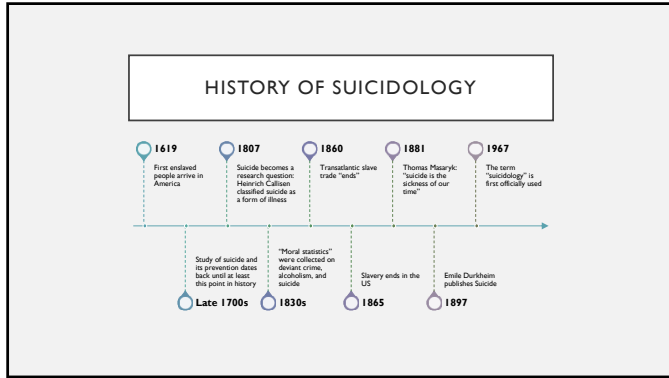 HISTORY OF SUICIDOLOGY
1619
First enslaved
people arrive in
America
1807
Suicide becomes a
research question:
Heinrich Callisen
classified suicide as
a form of illness
1860
Transatlantic slave
trade "ends"
1881
Thomas Masaryk:
"suicide is the
sickness of our
time"
1967
The term
"suicidology" is
first officially used
Study of suicide and
its prevention dates
back until at least
this point in history
Late 1700s
"Moral statistics"
were collected on
deviant crime,
alcoholism, and
suicide
1830s
Slavery ends in the
US
1865
Emile Durkheim
publishes Suicide
1897